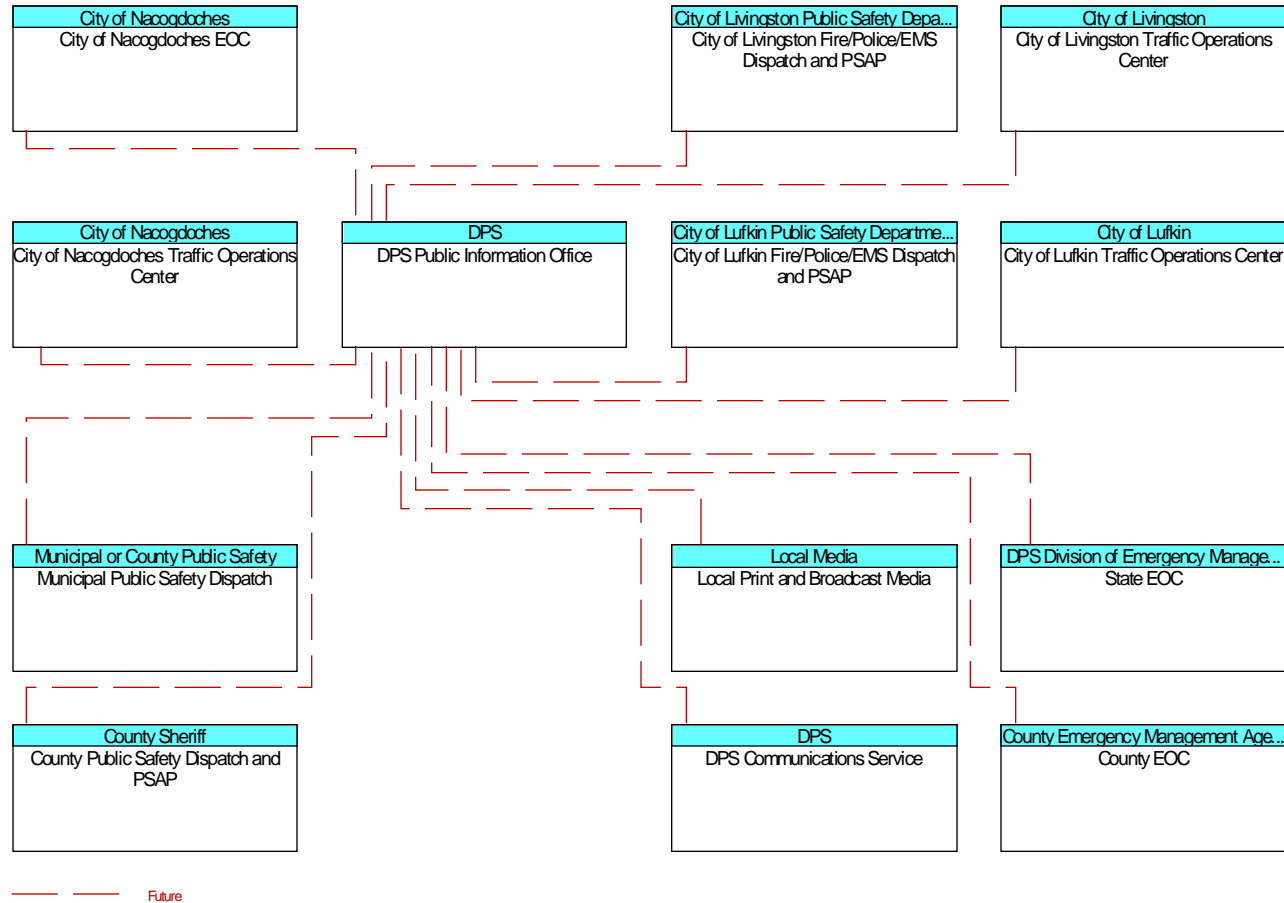 City of Nacogdoches
City of Nacogdoches EOC
City of Livingston Public Safety Depa...
City of Livingston Fire/Police/EMS
Dispatch and PSAP
City of Livingston
City of Livingston Traffic Operations
Center
City of Nacogdoches
City of Nacogdoches Traffic Operations
Center
DPS
DPS Public Information Office
City of Lufkin Public Safety Departme...
City of Lufkin Fire/Police/EMS Dispatch
and PSAP
City of Lufkin
City of Lufkin Traffic Operations Center
Municipal or County Public Safety
Municipal Public Safety Dispatch
Local Media
Local Print and Broadcast Media
DPS Division of Emergency Manage...
State EOC
County Sheriff
County Public Safety Dispatch and
PSAP
DPS
DPS Communications Service
County Emergency Management Age...
County EOC
Future